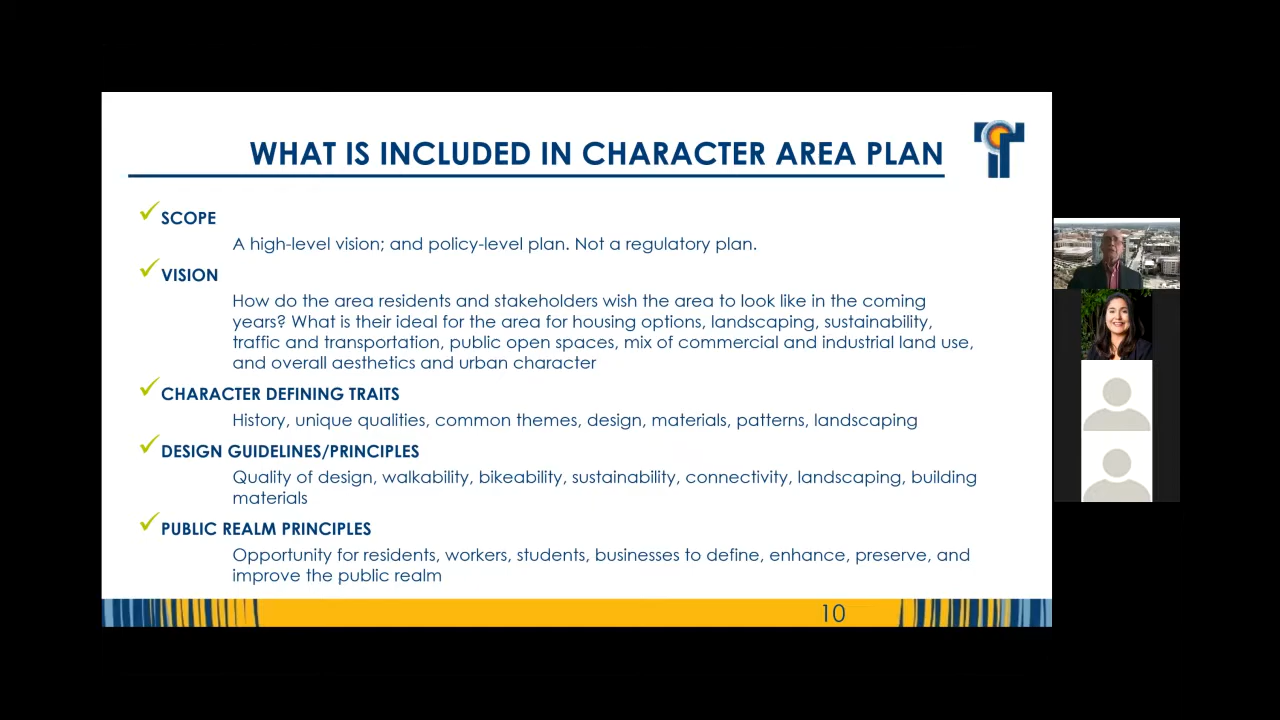 WHAT IS INCLUDED IN CHARACTER AREA PLAN
SCOPE
A high-level vision; and policy-level plan. Not a regulatory plan.
VISION
How do the area residents and stakeholders wish the area to look like in the coming
years? What is their ideal for the area for housing options, landscaping, sustainability,
traffic and transportation, public open spaces, mix of commercial and industrial land use,
and overall aesthetics and urban character
CHARACTER DEFINING TRAITS
History, unique qualities, common themes, design, materials, patterns, landscaping
DESIGN GUIDELINES/PRINCIPLES
Quality of design, walkability, bikeability, sustainability, connectivity, landscaping, building
materials
PUBLIC REALM PRINCIPLES
Opportunity for residents, workers, students, businesses to define, enhance, preserve, and
improve the public realm
10